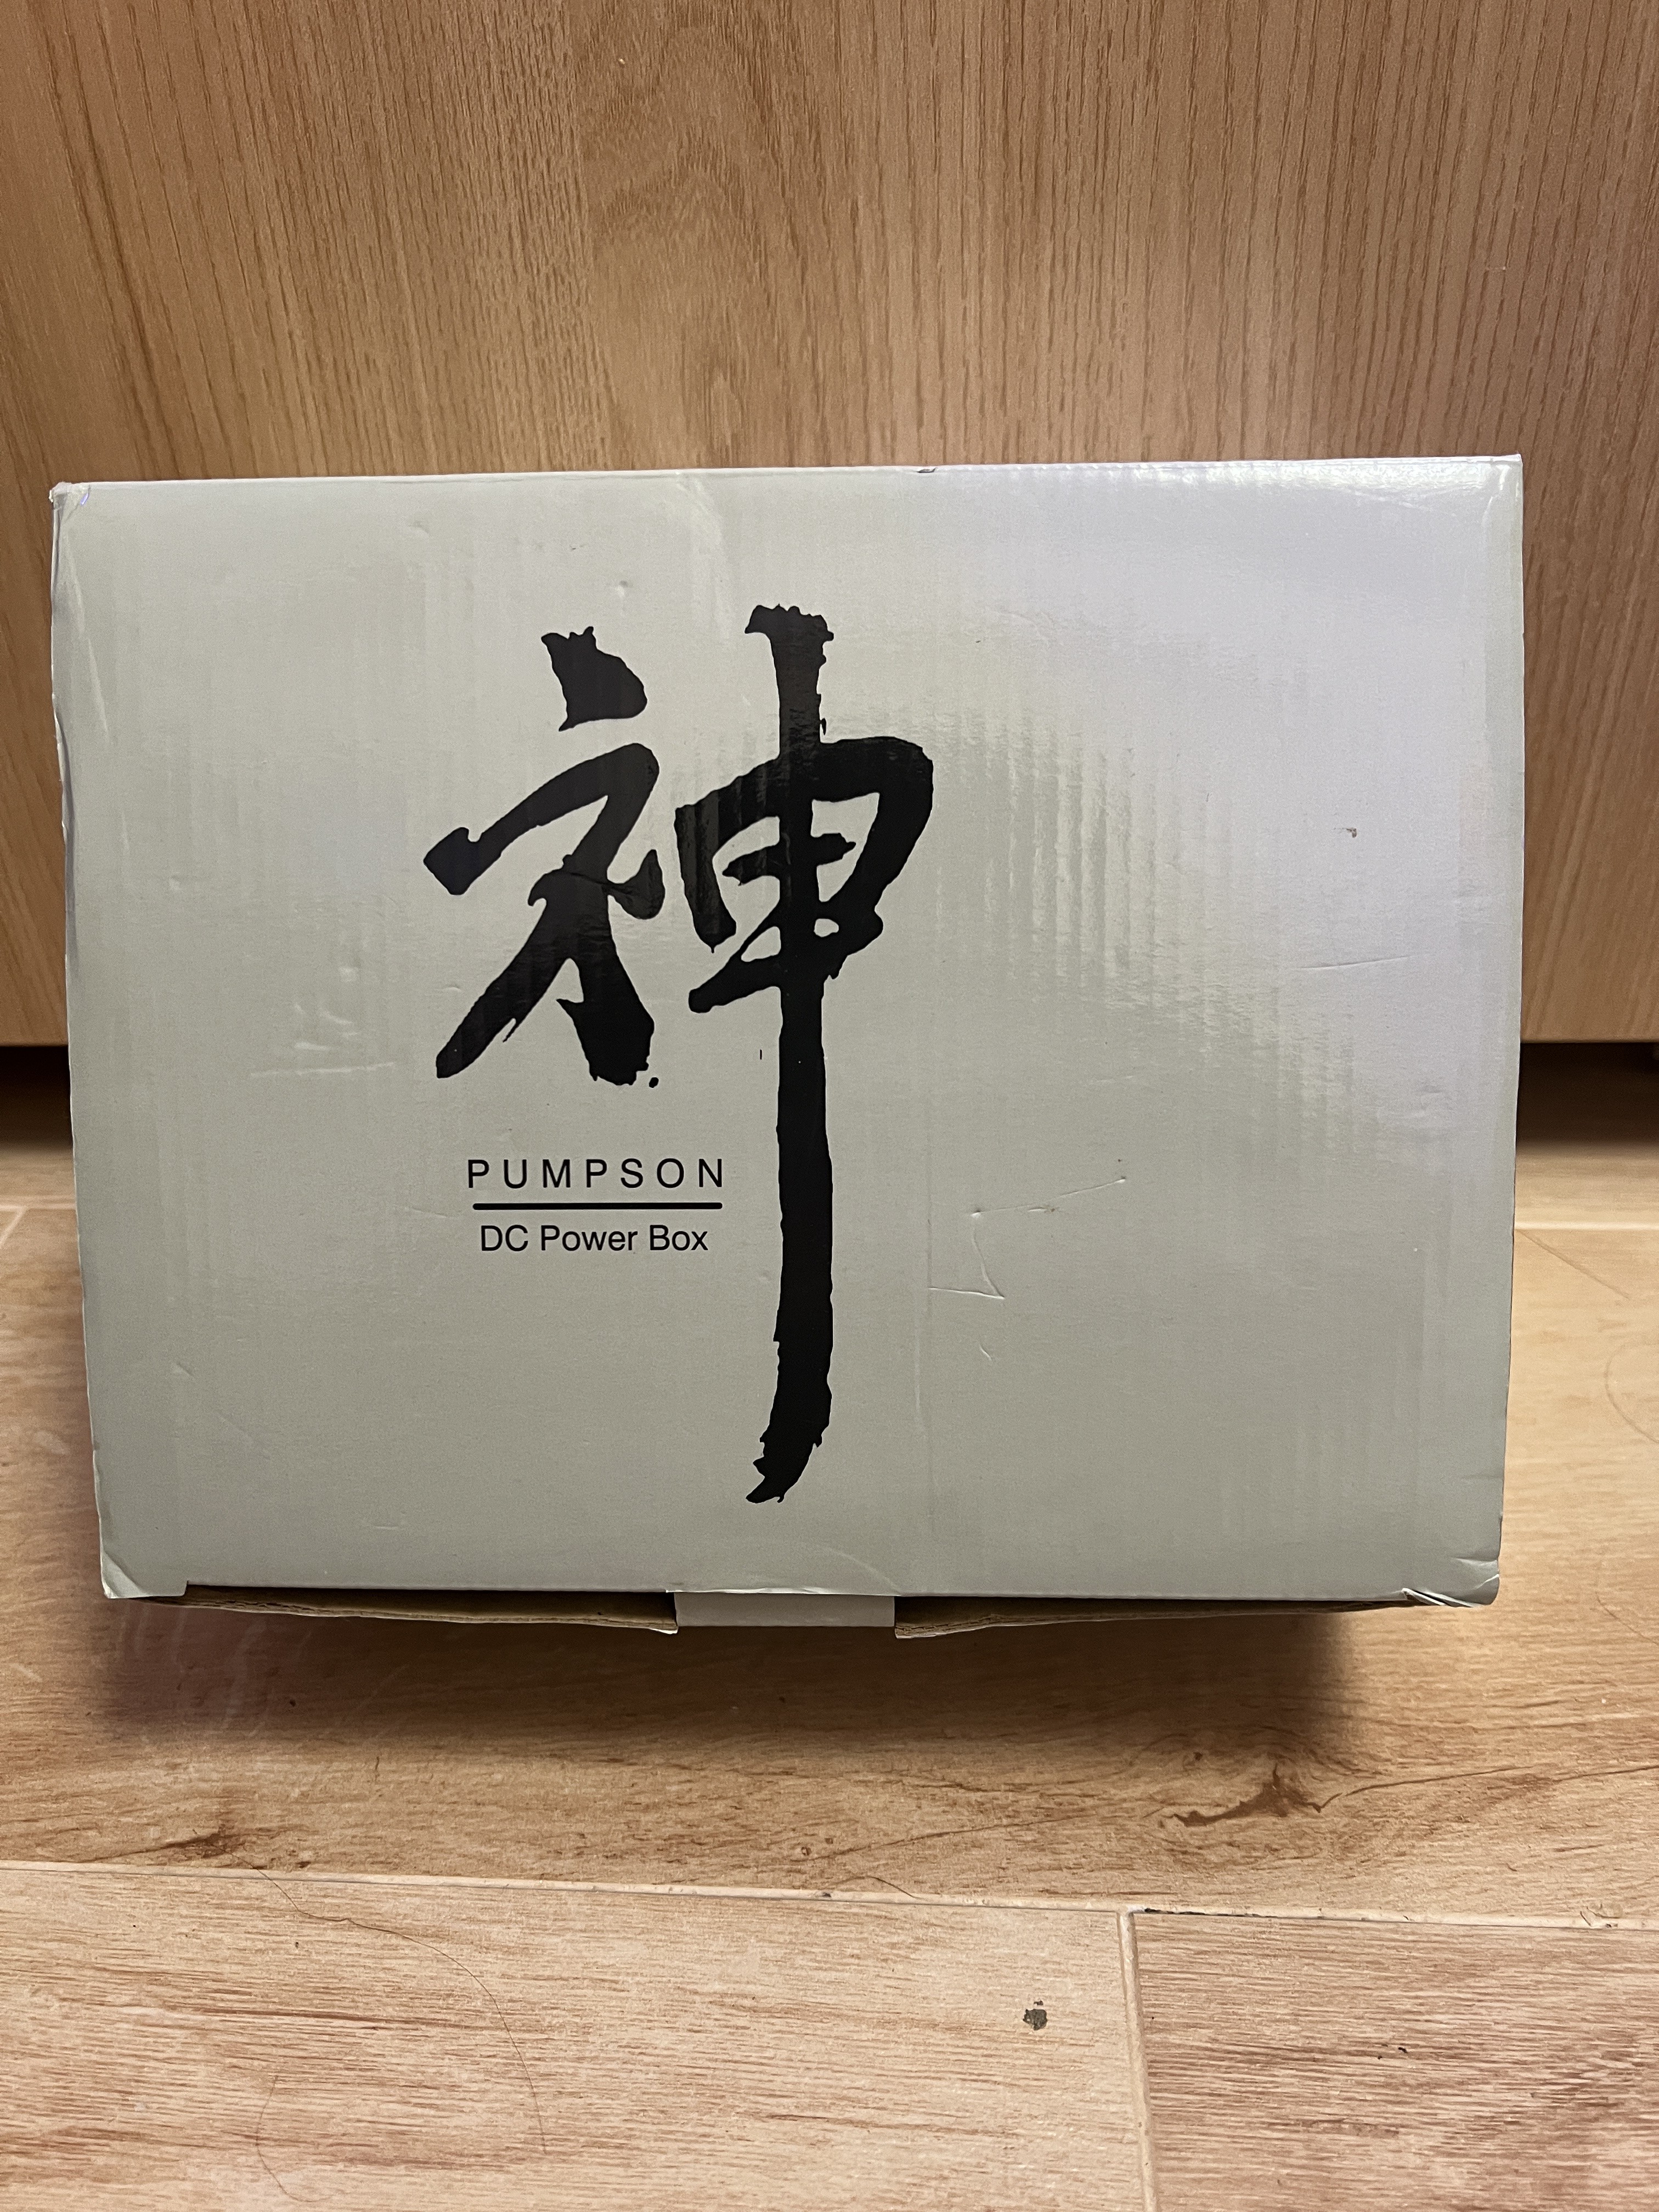 神
PUMPSON
DC Power Box